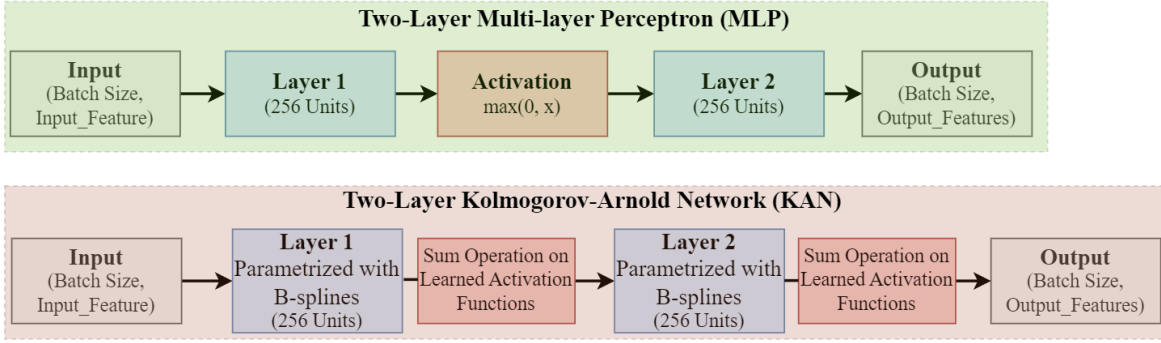 Two-Layer Multi-layer Perceptron (MLP)
Input
(Batch Size,
Input_Feature)
Layer 1
(256 Units)
Activation
max(0, x)
Layer 2
(256 Units)
Output
(Batch Size,
Output_Features)
Two-Layer Kolmogorov-Arnold Network (KAN)
Input
(Batch Size,
Input_Feature)
Layer 1
Parametrized with
B-splines
(256 Units)
Sum Operation on
Learned Activation
Functions
Layer 2
Parametrized with
B-splines
(256 Units)
Sum Operation on
Learned Activation
Functions
Output
(Batch Size,
Output_Features)